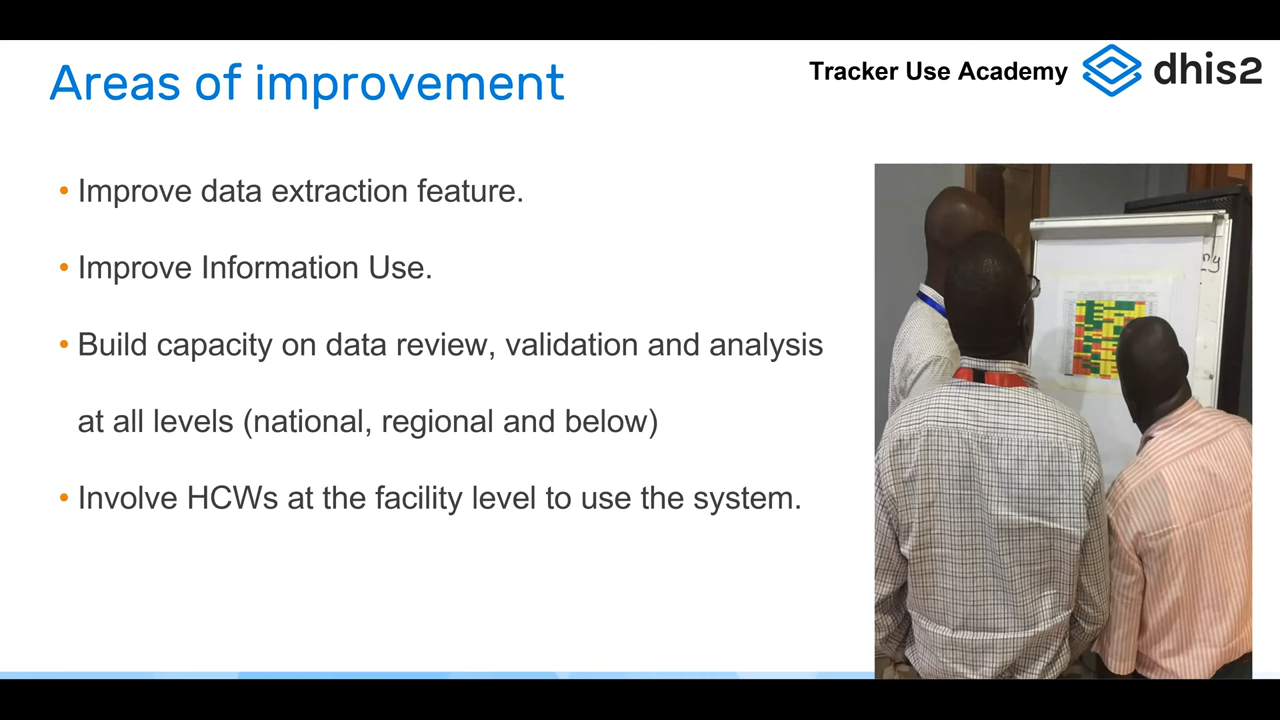 Areas of improvement
Tracker Use Academy
dhis2
• Improve data extraction feature.
• Improve Information Use.
• Build capacity on data review, validation and analysis
at all levels (national, regional and below)
• Involve HCWs at the facility level to use the system.